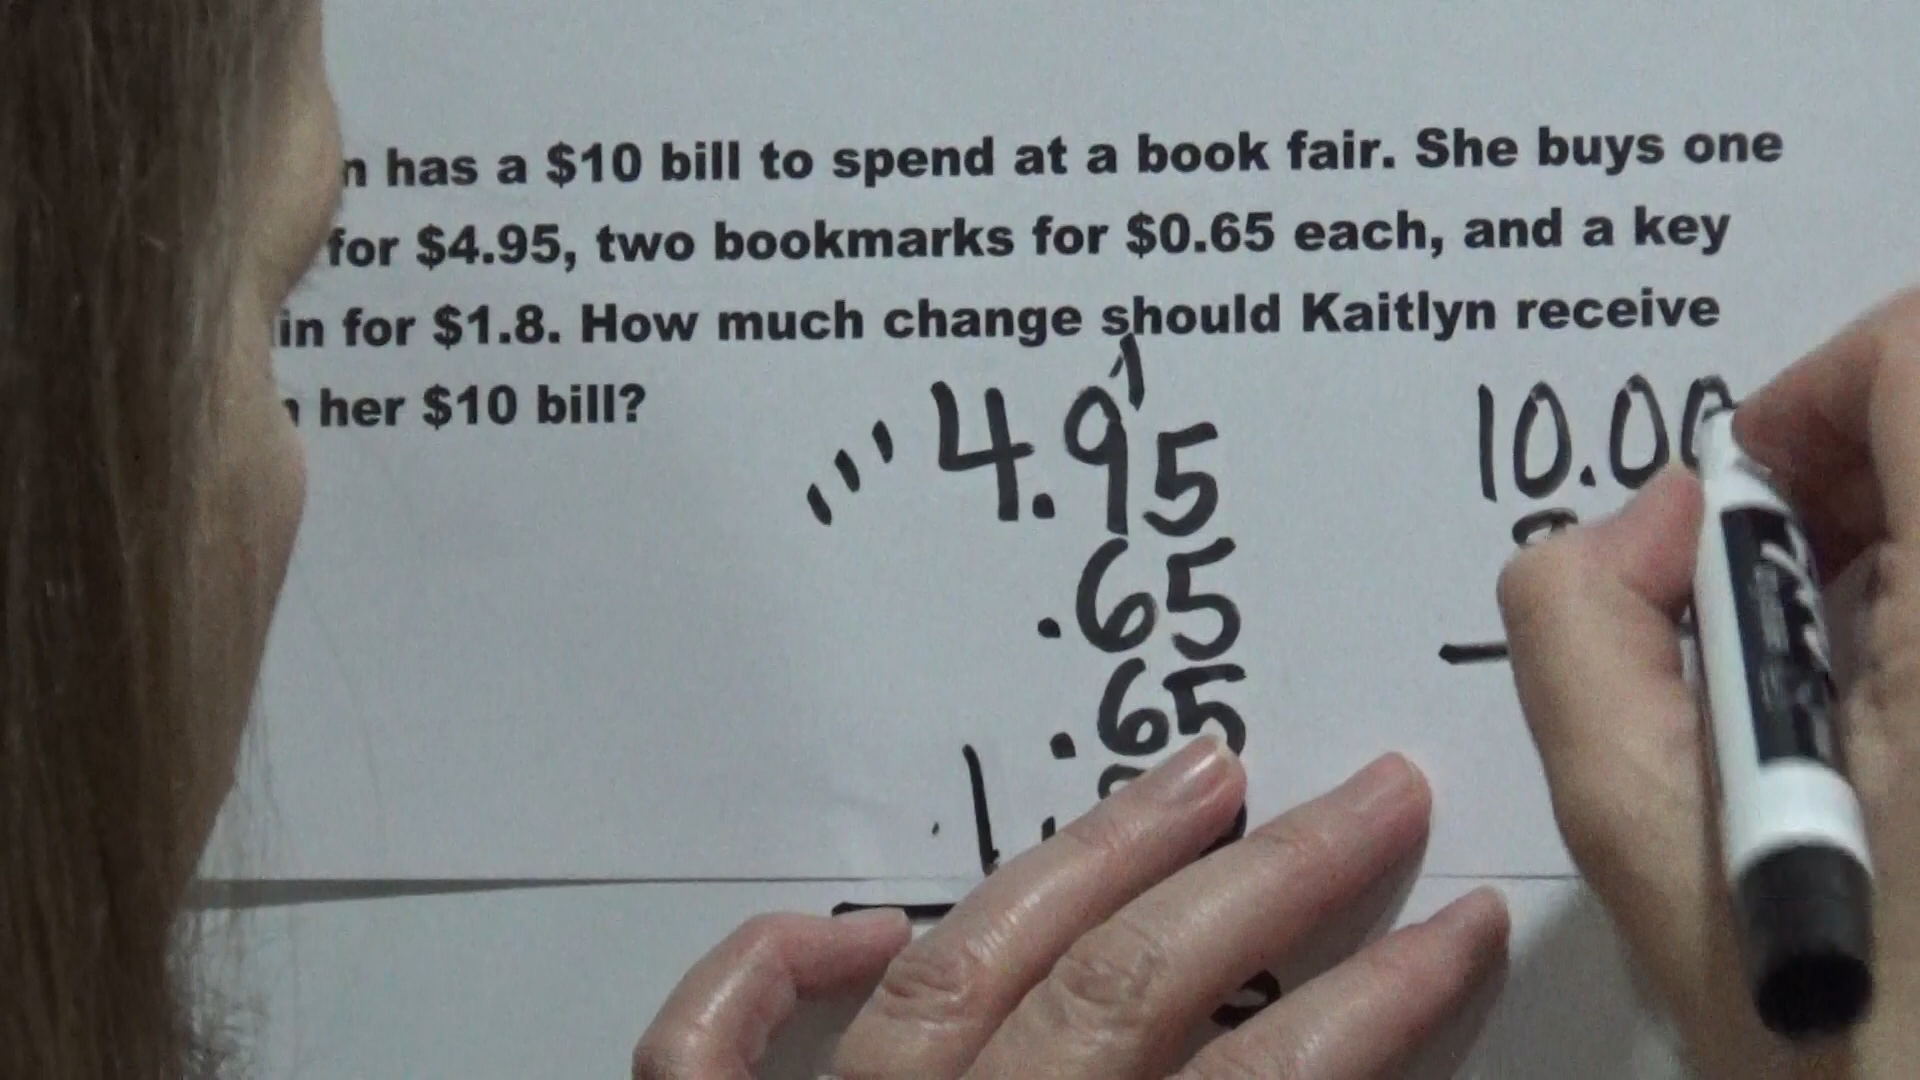 has a $10 bill to spend at a book fair. She buys one
for $4.95, two bookmarks for $0.65 each, and a key
for $1.8. How much change should Kaitlyn receive
her $10 bill?
1
4.95
10.00
.65
.65
1.